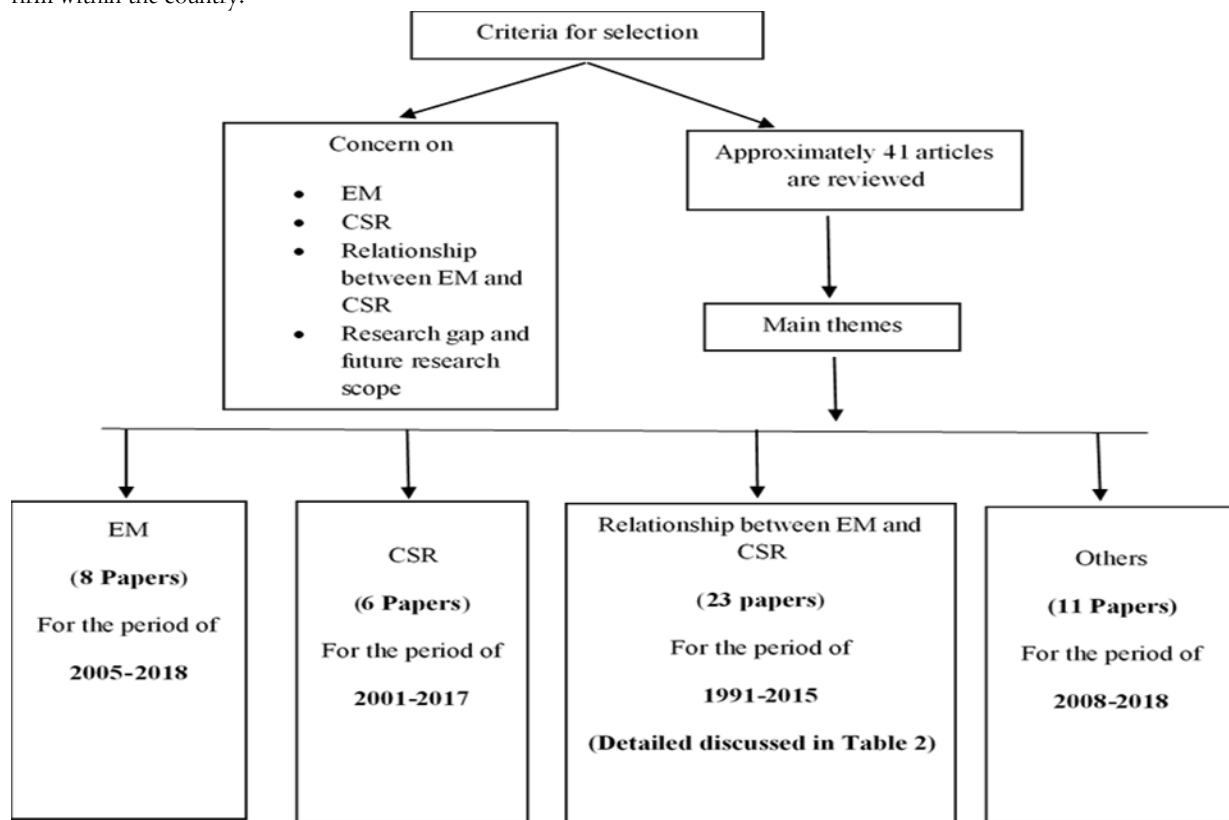 firm within the country.
Criteria for selection
Concern on
• EM
• CSR
• Relationship
between EM and
CSR
• Research gap and
future research
scope
Approximately 41 articles
are reviewed
Main themes
EM
(8 Papers)
For the period of
2005-2018
CSR
(6 Papers)
For the period of
2001-2017
Relationship between EM and
CSR
(23 papers)
For the period of
1991-2015
(Detailed discussed in Table 2)
Others
(11 Papers)
For the period of
2008-2018